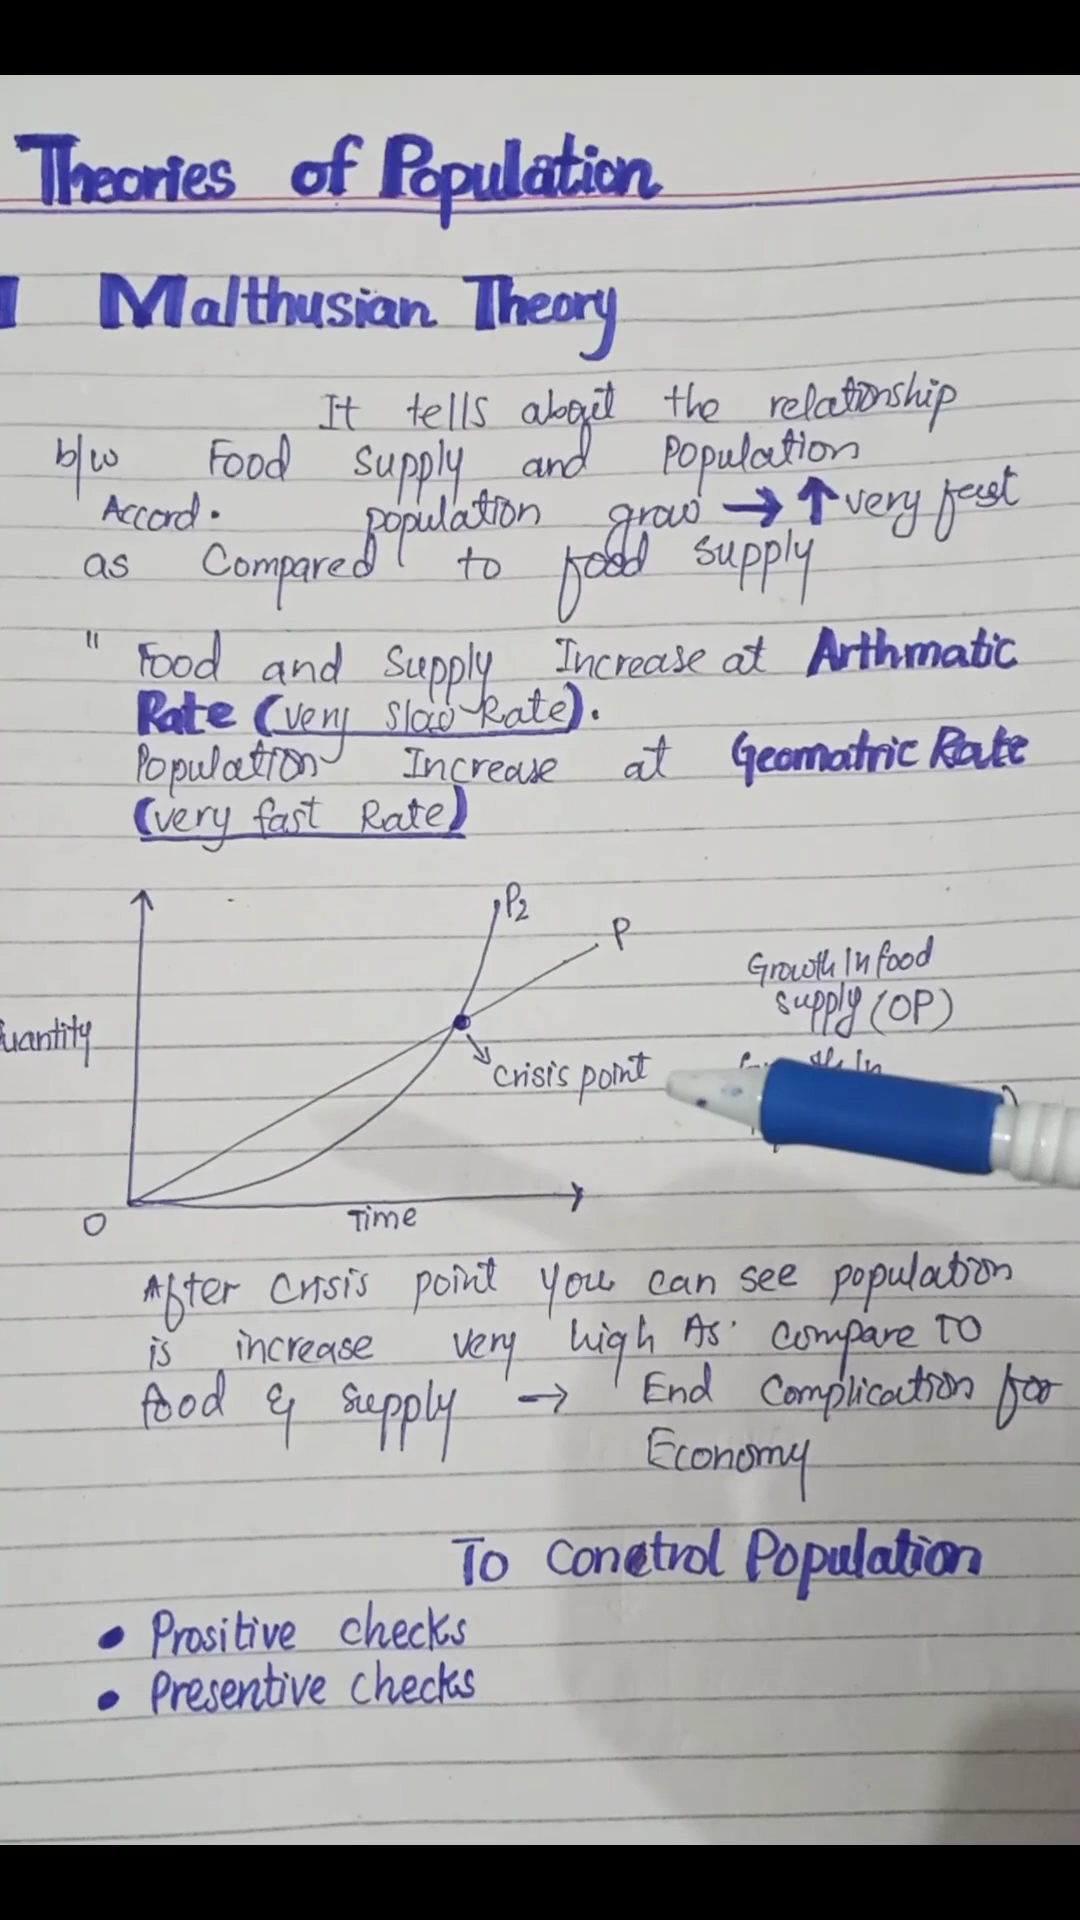 Theories of Population
Malthusian Theory
It tells about the relationship
b/w Food Supply and Population
Accord. population grow → ↑ very fast
as Compared to food supply
" Food and Supply Increase at Arthmatic
Rate (very slow Rate).
Population Increase at Geomatric Rate
(very fast Rate)
P2
P
Growth In food
supply (OP)
uantity
Crisis point
O
Time
After Crisis point you can see population
is increase very high As compare TO
food & supply → End Complication for
Economy
To Conctrol Population
• Prositive checks
• Presentive checks